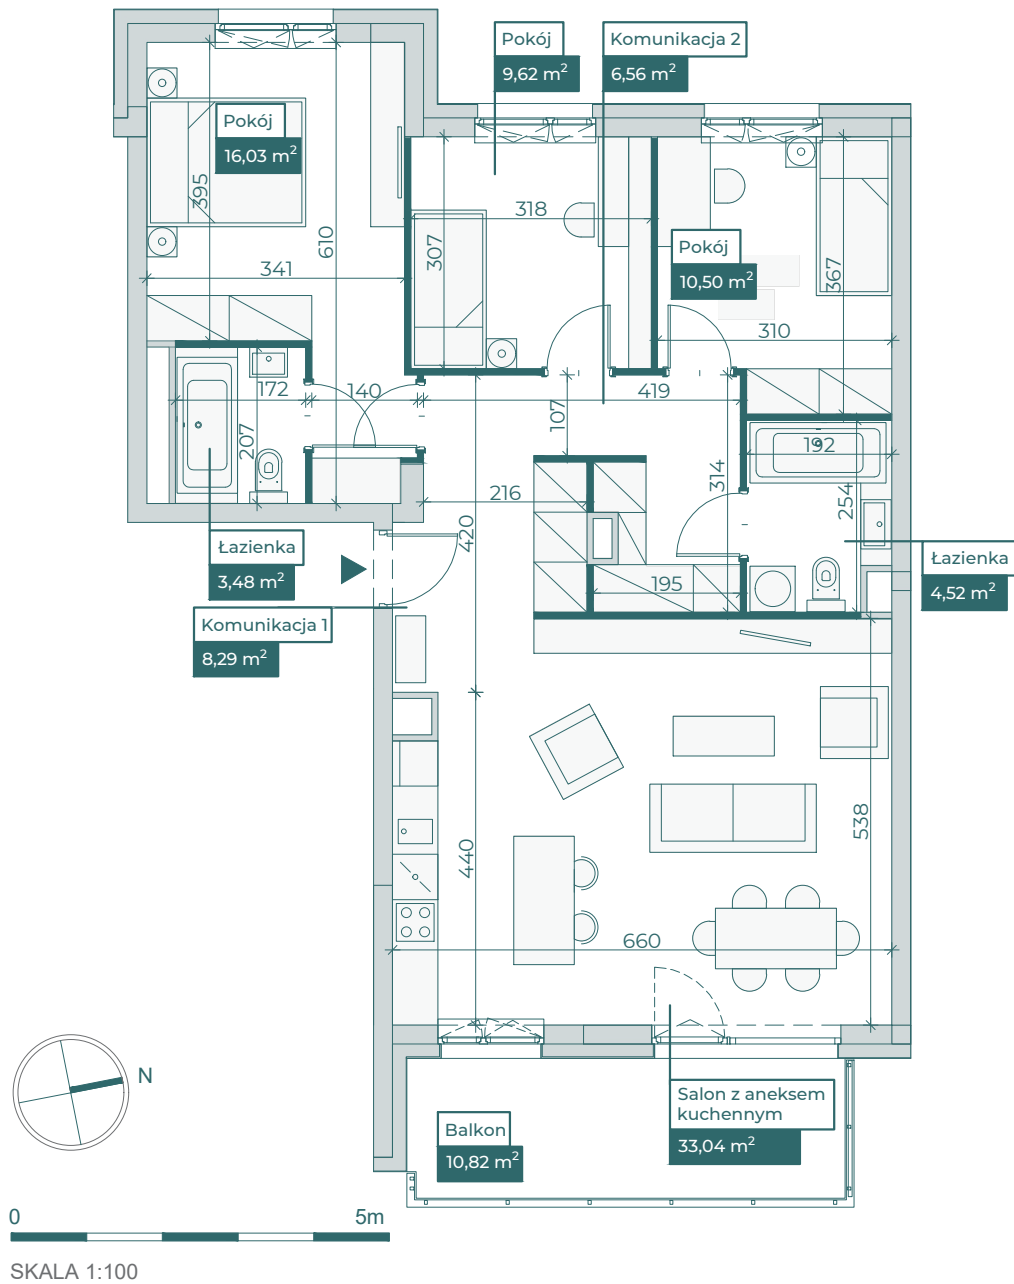 Pokój
9,62 m²
Komunikacja 2
6,56 m²
Pokój
16,03 m²
395
610
341
307
318
Pokój
10,50 m²
367
310
172
140
207
419
107
314
192
254
216
420
195
Łazienka
3,48 m²
Łazienka
4,52 m²
Komunikacja 1
8,29 m²
440
538
660
N
Salon z aneksem
kuchennym
33,04 m²
Balkon
10,82 m²
0
5m
SKALA 1:100